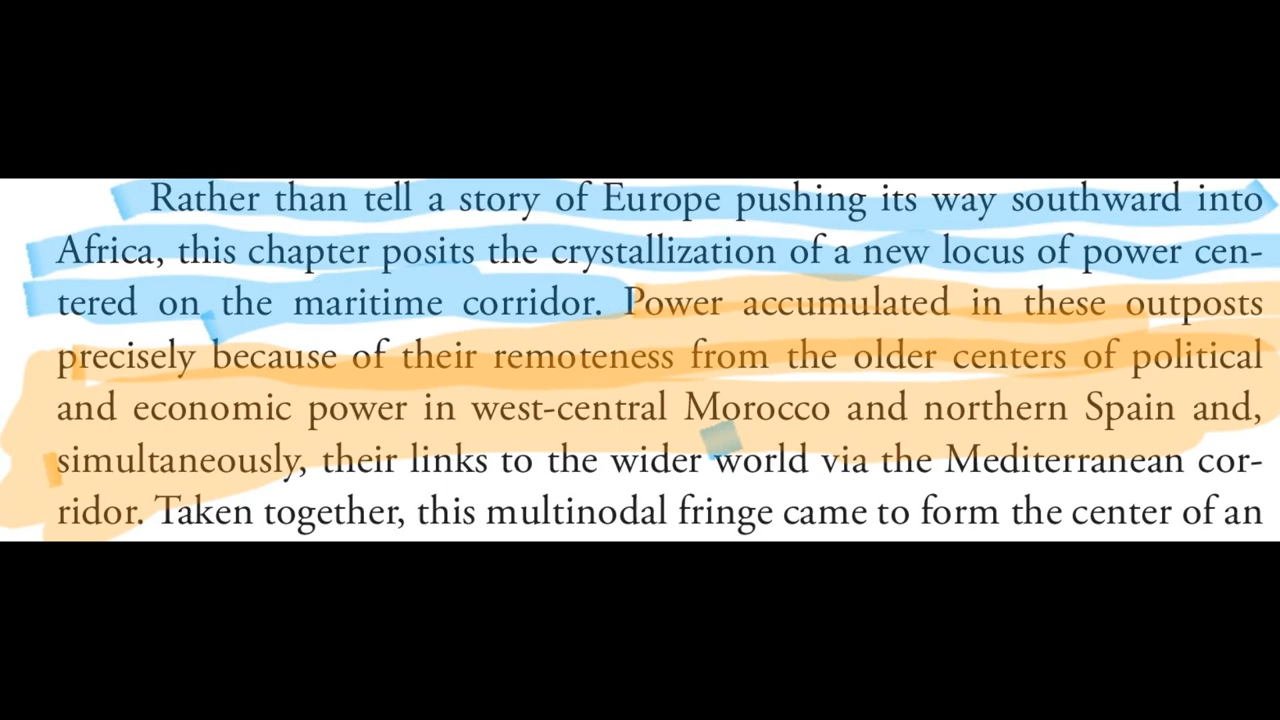 Rather than tell a story of Europe pushing its way southward into
Africa, this chapter posits the crystallization of a new locus of power cen-
tered on the maritime corridor. Power accumulated in these outposts
precisely because of their remoteness from the older centers of political
and economic power in west-central Morocco and northern Spain and,
simultaneously, their links to the wider world via the Mediterranean cor-
ridor. Taken together, this multinodal fringe came to form the center of an